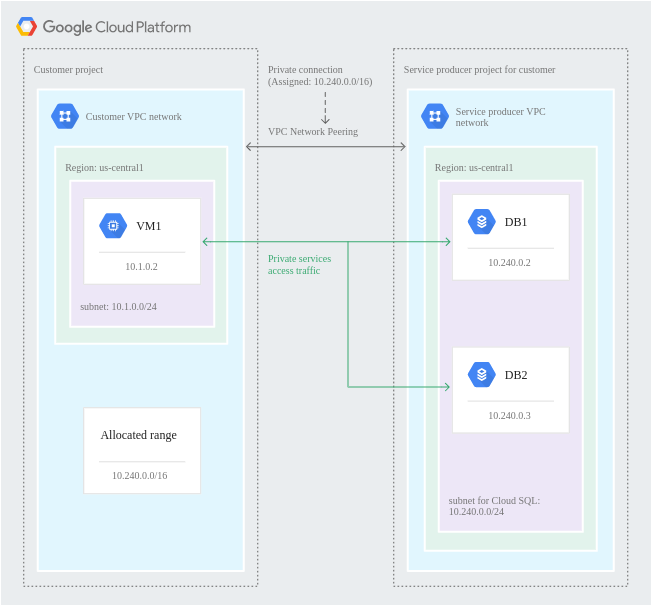 Google Cloud Platform
Customer project
Private connection
(Assigned: 10.240.0.0/16)
VPC Network Peering
Service producer project for customer
Customer VPC network
Service producer VPC
network
Region: us-central1
Region: us-central1
VM1
10.1.0.2
subnet: 10.1.0.0/24
Private services
access traffic
DB1
10.240.0.2
DB2
10.240.0.3
Allocated range
10.240.0.0/16
subnet for Cloud SQL:
10.240.0.0/24